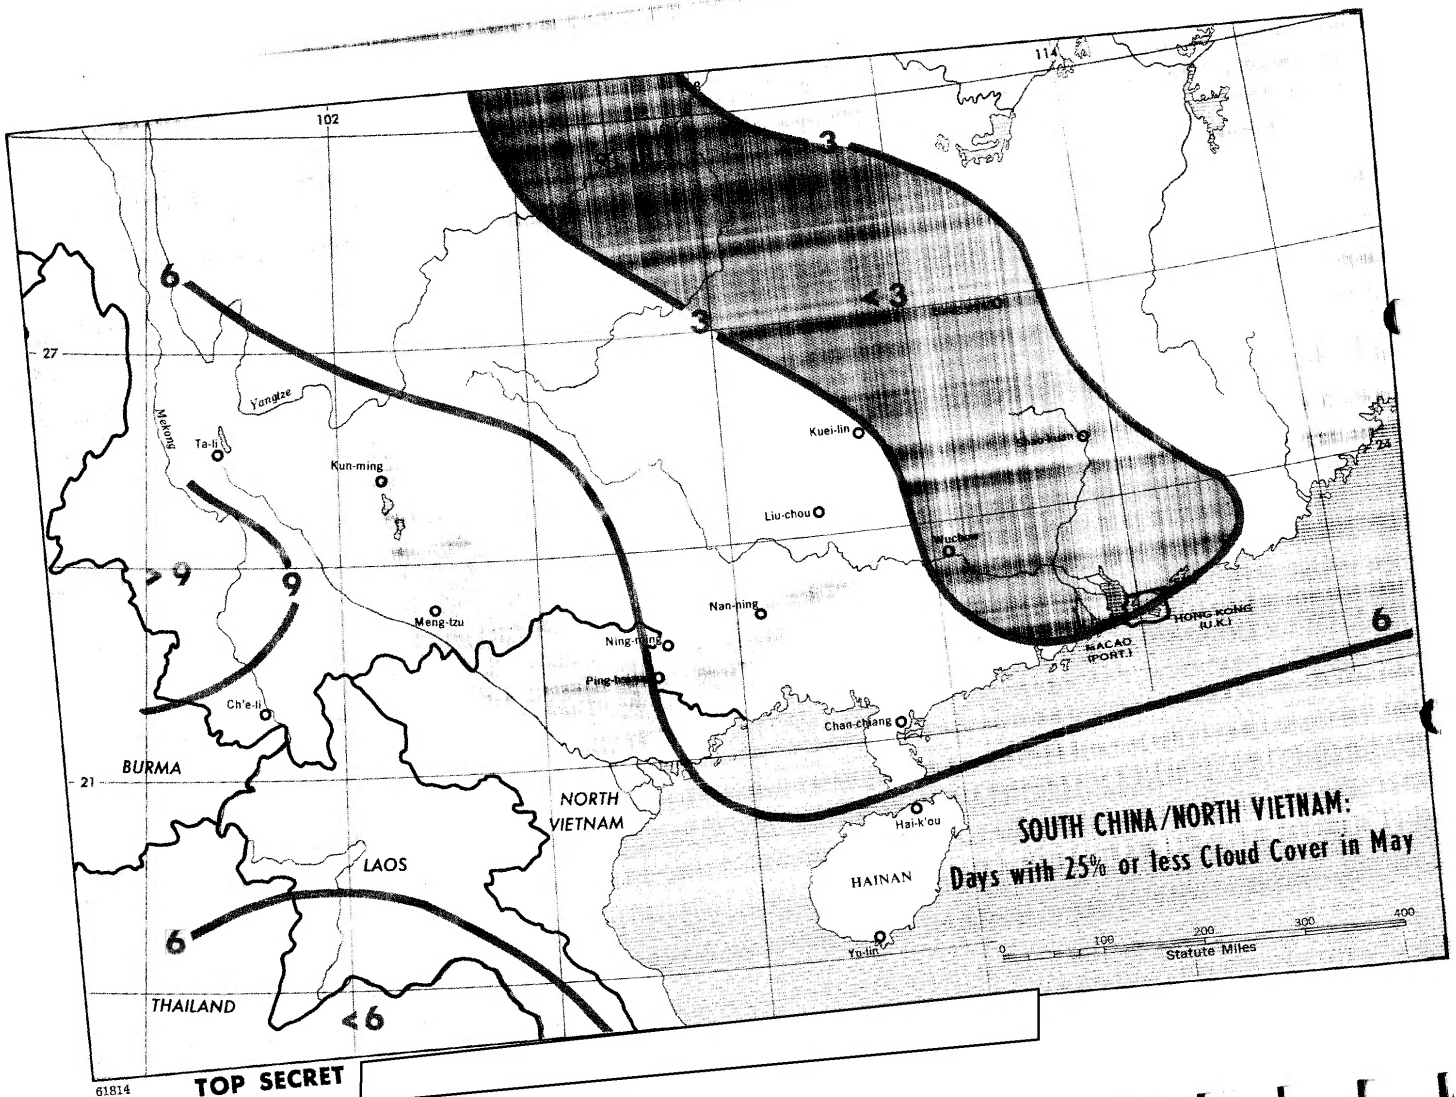 114
102
3
6
< 3
3
27
Yangtze
Mekong
Ta-li
Kun-ming
Kuei-lin
Shao-kuan
24
Liu-chou
Wuchow
> 9
9
Meng-tzu
Nan-ning
Ning-ming
HONG KONG
(U.K.)
MACAO
(PORT.)
6
Ping-hsiang
Ch'e-li
Chan-chiang
BURMA
21
NORTH
VIETNAM
Hai-k'ou
SOUTH CHINA/NORTH VIETNAM:
Days with 25% or less Cloud Cover in May
LAOS
HAINAN
6
Yu-lin
0 100 200 300 400
Statute Miles
THAILAND
< 6
61814
TOP SECRET